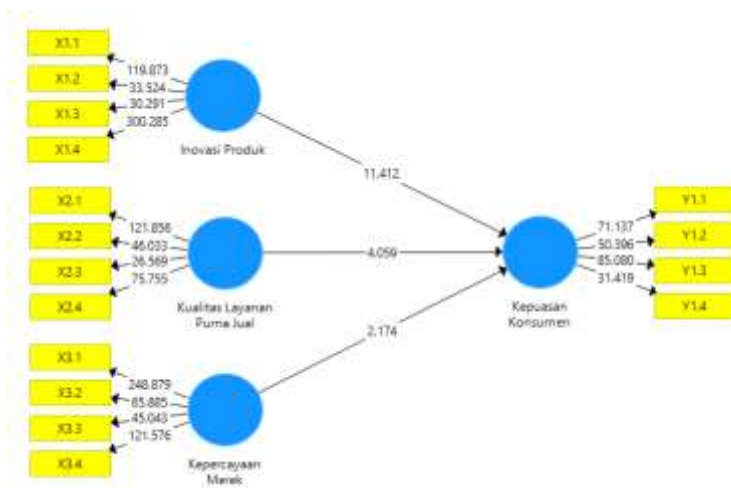 X1.1
X1.2
X1.3
X1.4
119.873
33.524
30.291
300.285
Inovasi Produk
11.412
X2.1
X2.2
X2.3
X2.4
121.856
46.033
26.569
75.755
Kualitas Layanan
Purna Jual
4.059
X3.1
X3.2
X3.3
X3.4
248.879
65.885
45.043
121.576
Kepercayaan
Merek
2.174
Kepuasan
Konsumen
71.137
50.396
85.080
31.419
Y1.1
Y1.2
Y1.3
Y1.4